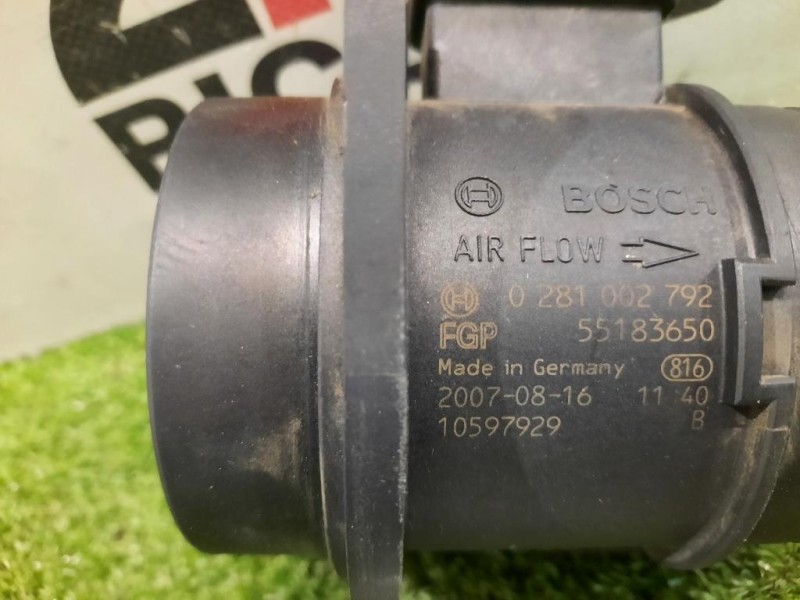 BOSCH
AIR FLOW
0 281 002 792
FGP 55183650
Made in Germany 816
2007-08-16 11:40
10597929 B